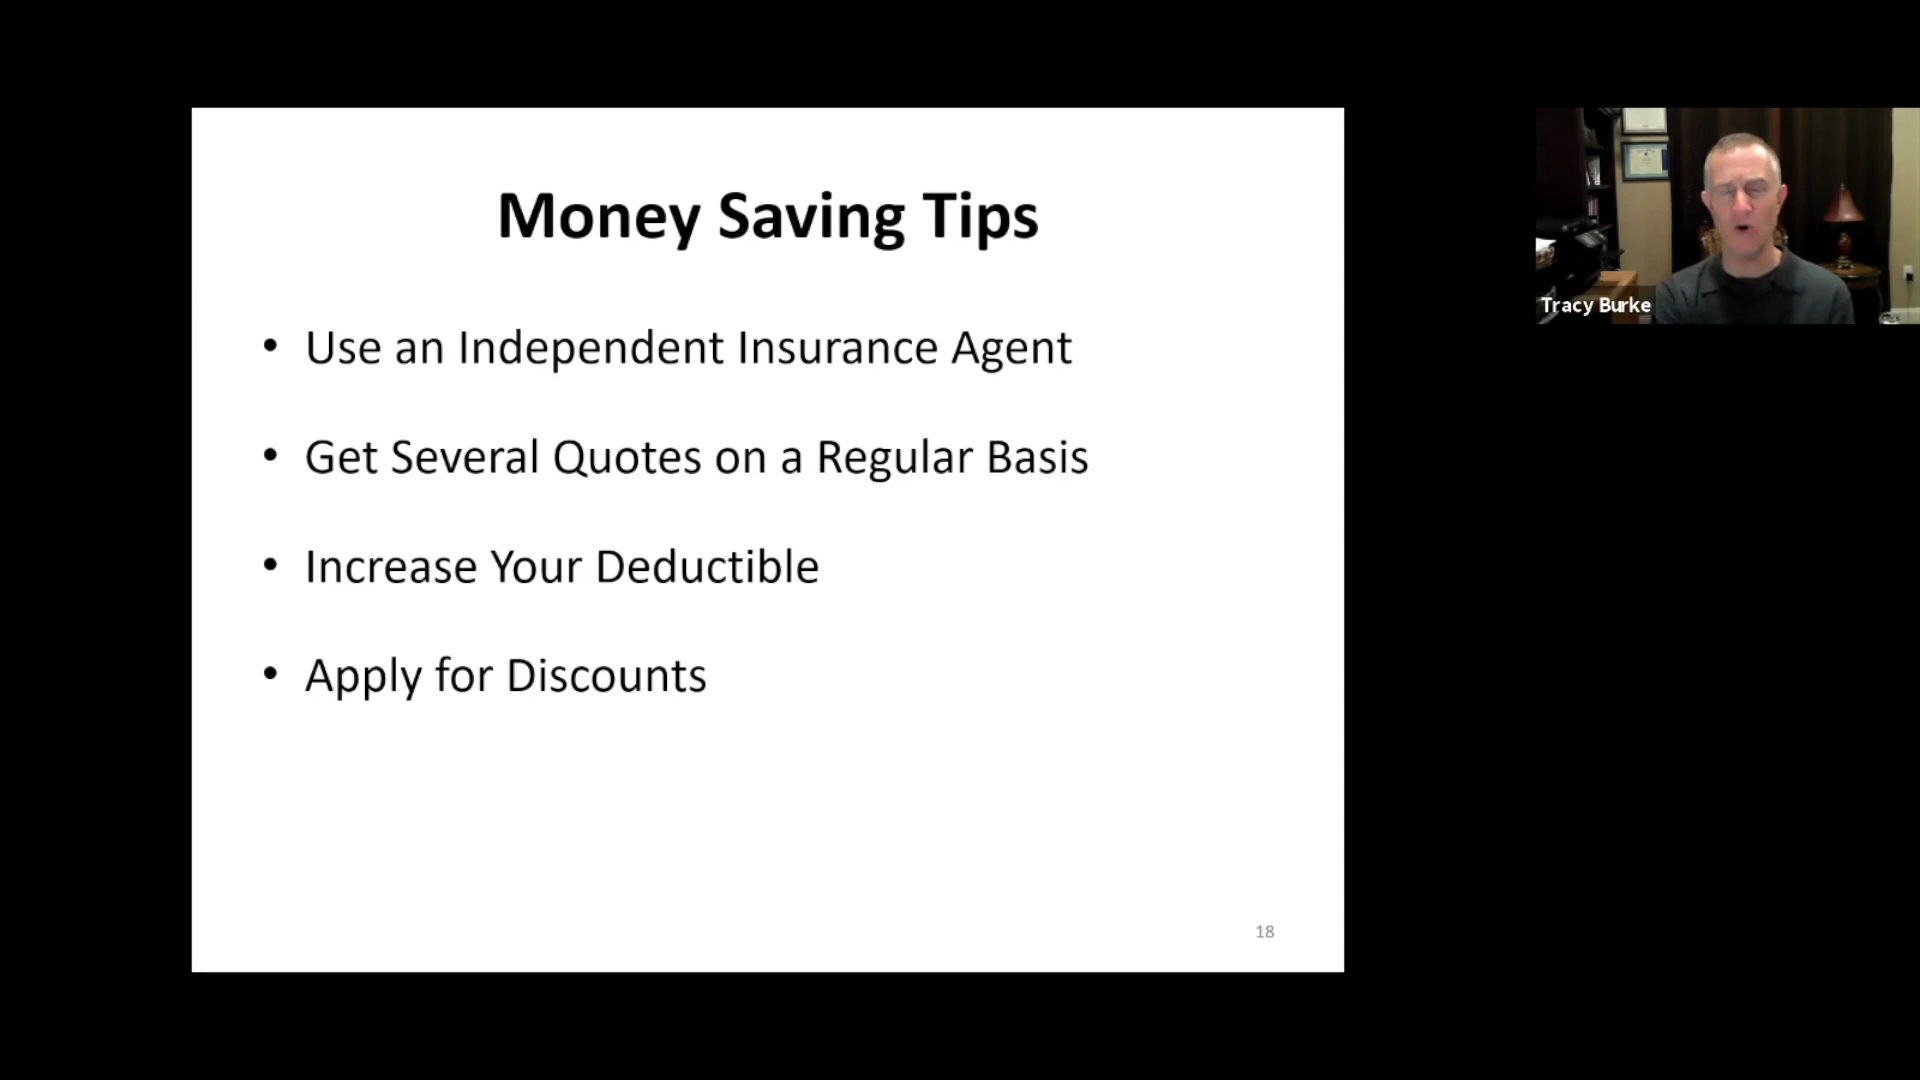 Money Saving Tips
• Use an Independent Insurance Agent
• Get Several Quotes on a Regular Basis
• Increase Your Deductible
• Apply for Discounts
18
Tracy Burke